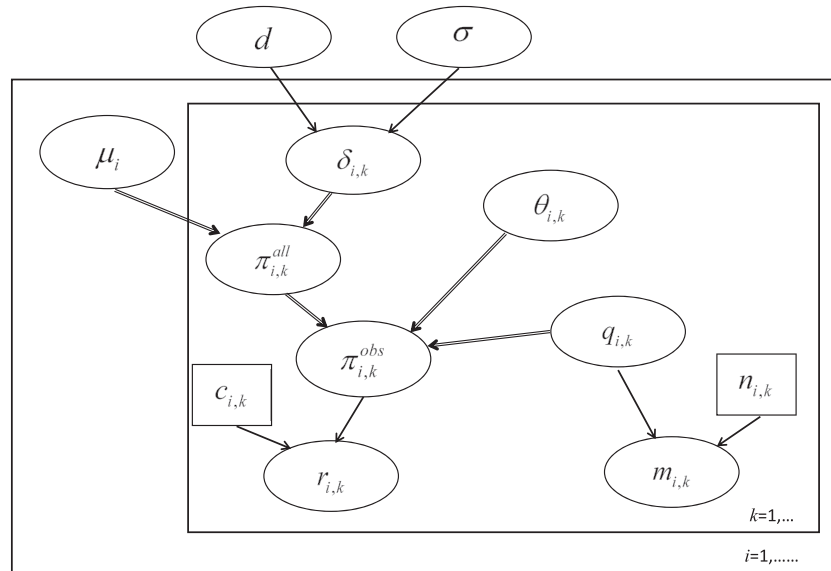 d
σ
μ_i
δ_{i,k}
θ_{i,k}
π_{i,k}^{all}
q_{i,k}
π_{i,k}^{obs}
c_{i,k}
n_{i,k}
r_{i,k}
m_{i,k}
k=1,...
i=1,......